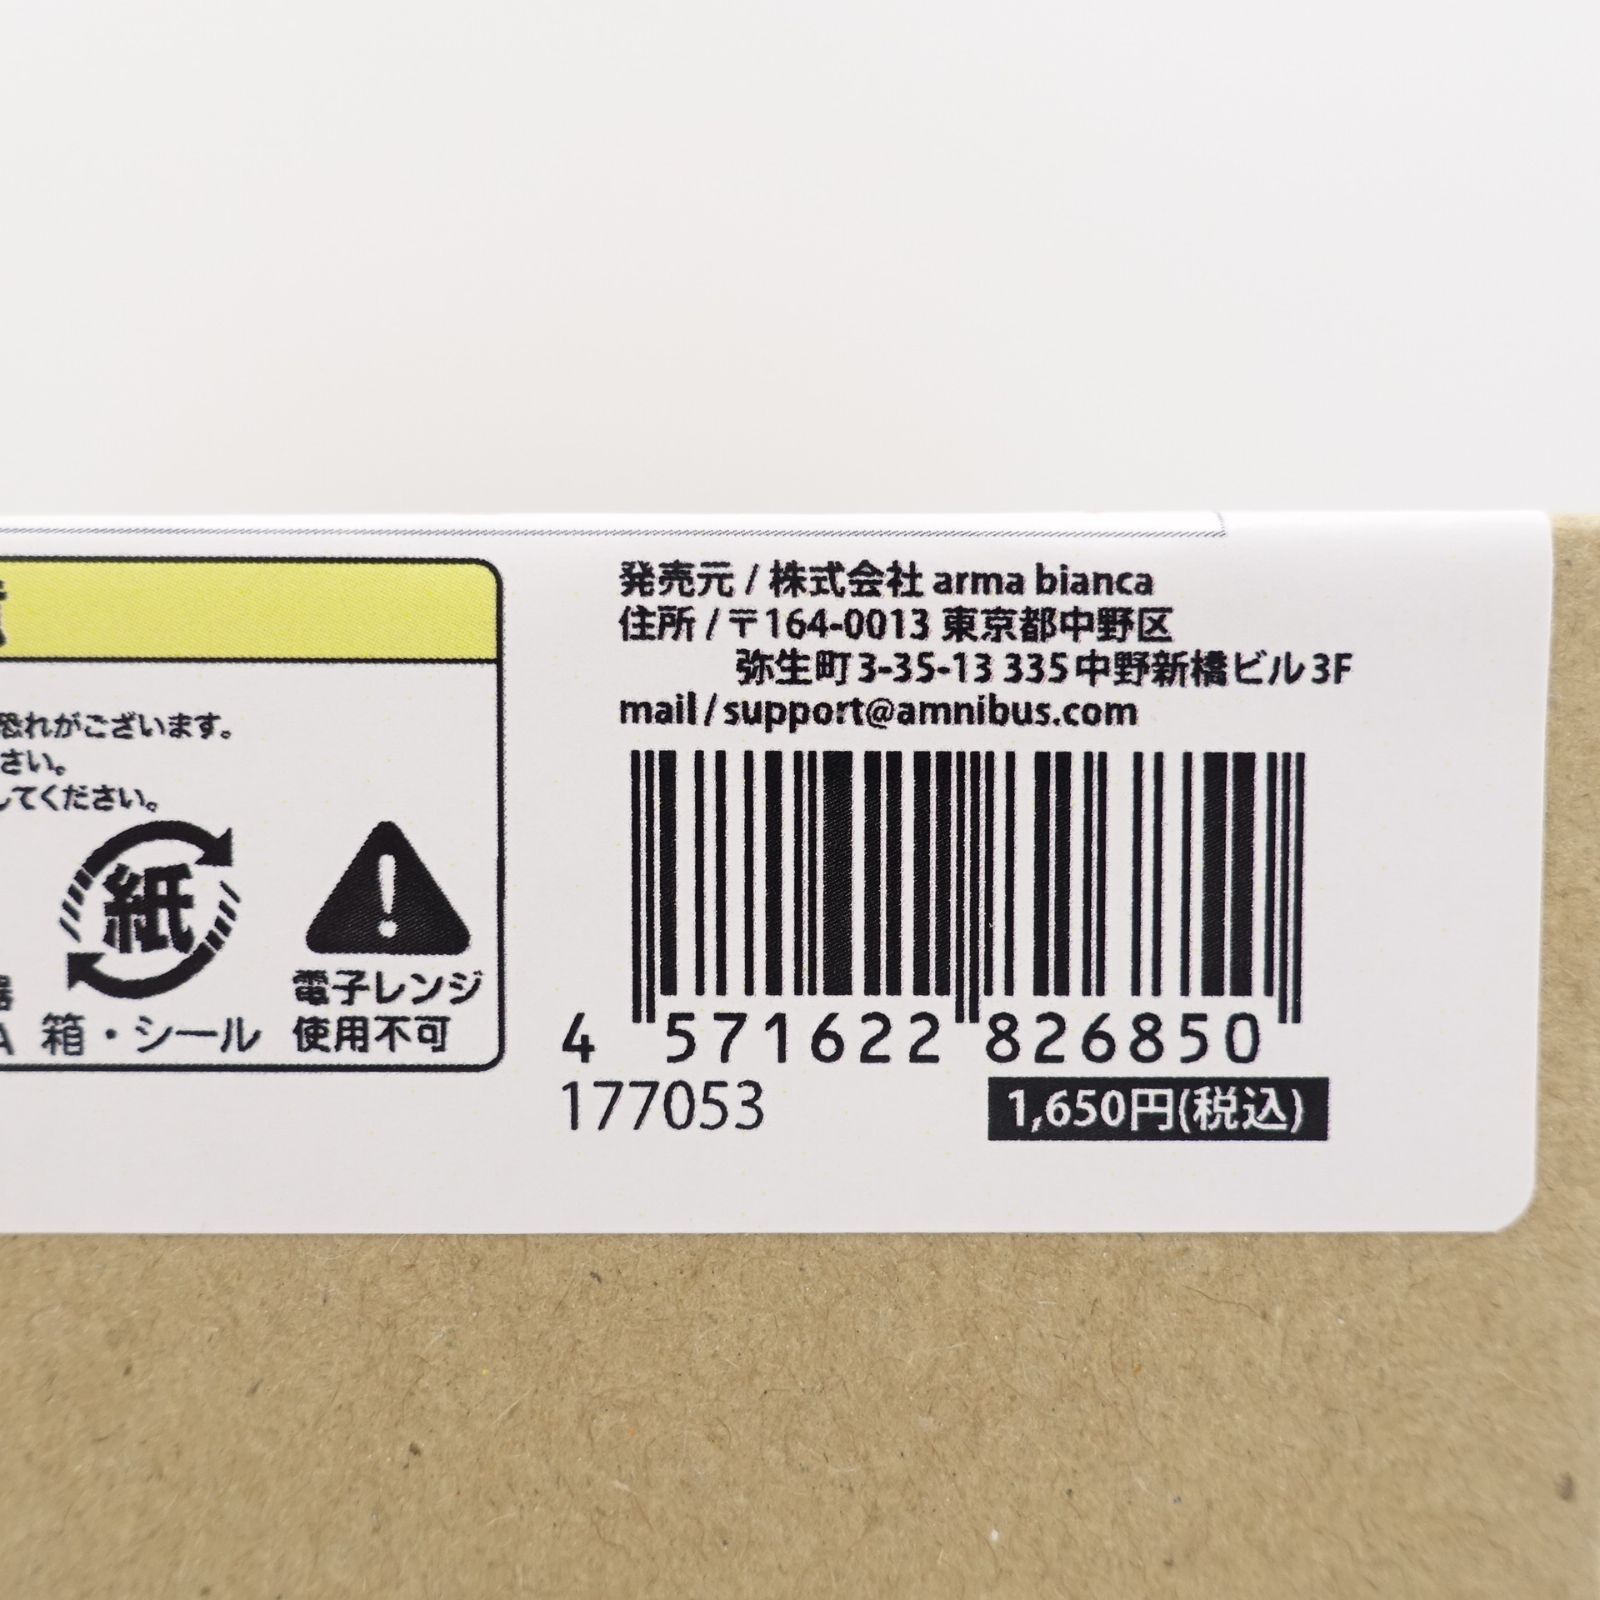 恐れがございます。
さい。
してください。
紙
箱・シール
電子レンジ
使用不可
発売元 / 株式会社 arma bianca
住所 / 〒164-0013 東京都中野区
弥生町 3-35-13 335 中野新橋ビル 3F
mail / support@amnibus.com
4 571622 826850
177053
1,650円(税込)